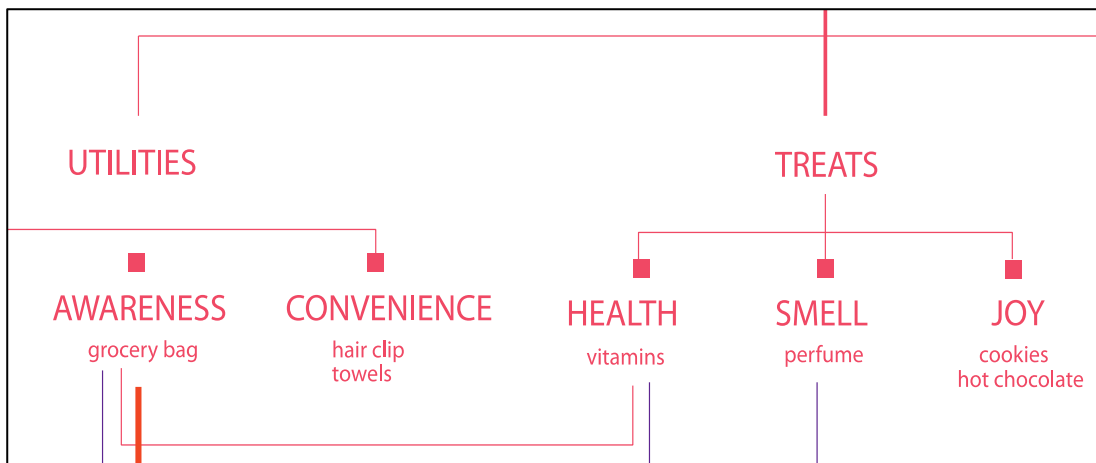 UTILITIES
TREATS
AWARENESS
grocery bag
CONVENIENCE
hair clip
towels
HEALTH
vitamins
SMELL
perfume
JOY
cookies
hot chocolate